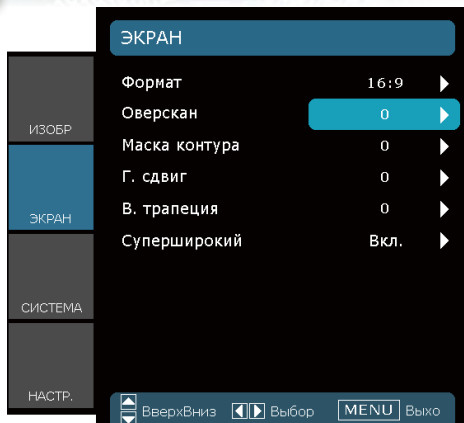 ЭКРАН
Формат 16:9
Оверскан 0
Маска контура 0
Г. сдвиг 0
В. трапеция 0
Суперширокий Вкл.
ИЗОБР
ЭКРАН
СИСТЕМА
НАСТР.
ВверхВниз Выбор MENU Выхо